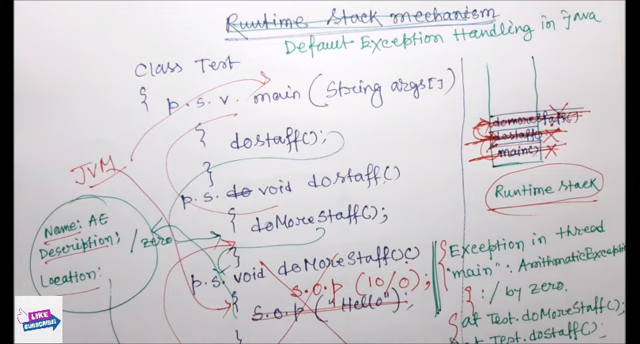 Runtime Stack mechanism
Default Exception Handling in Java
Class Test
{ p.s.v. main (String args[])
{ doStaff();
}
p.s. do void doStaff()
{ doMoreStaff();
p.s. void doMoreStaff()
{ s.o.p (10/0);
s.o.p ("Hello");
}
JVM
Name: AE
Description: / zero
Location:
doMoreStaff()
doStaff()
main()
Runtime Stack
{ Exception in thread
"main": ArithmaticException
} :/ by zero.
{ at Test.doMoreStaff();
at Test.doStaff();
LIKE
SUBSCRIBE